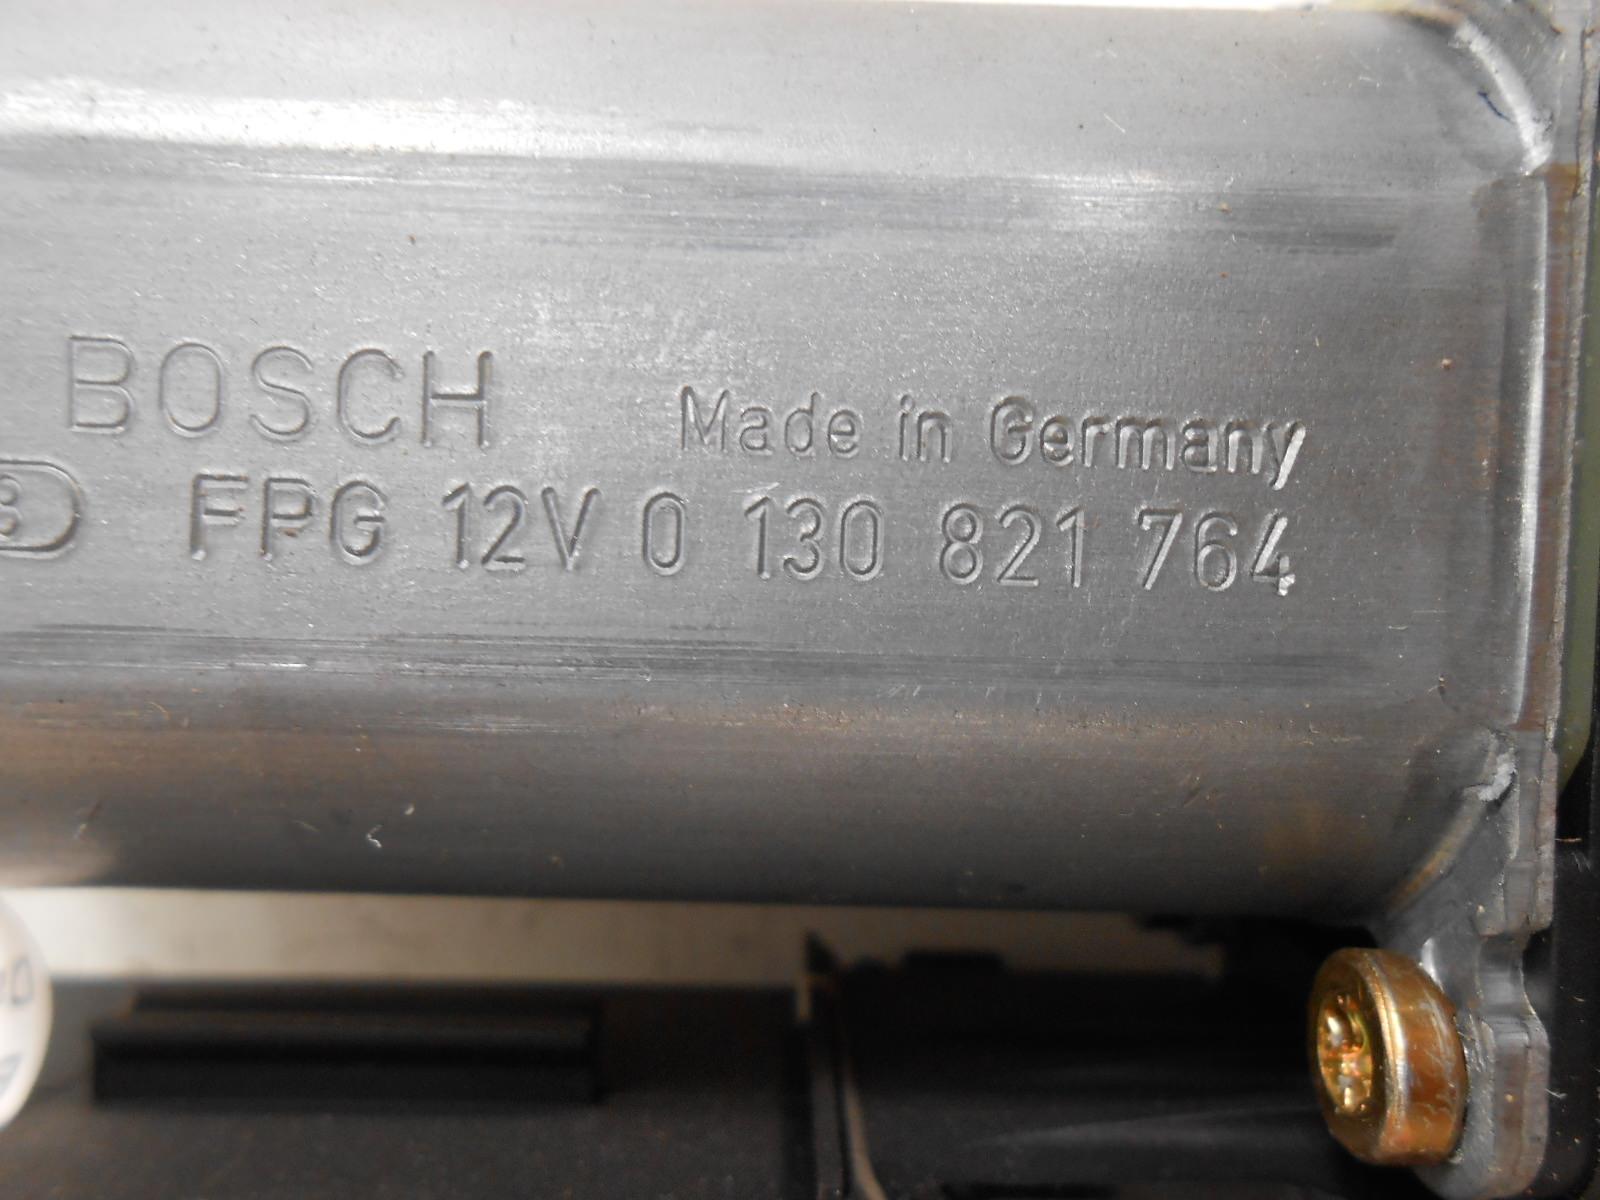 BOSCH Made in Germany
FPG 12V 0 130 821 764